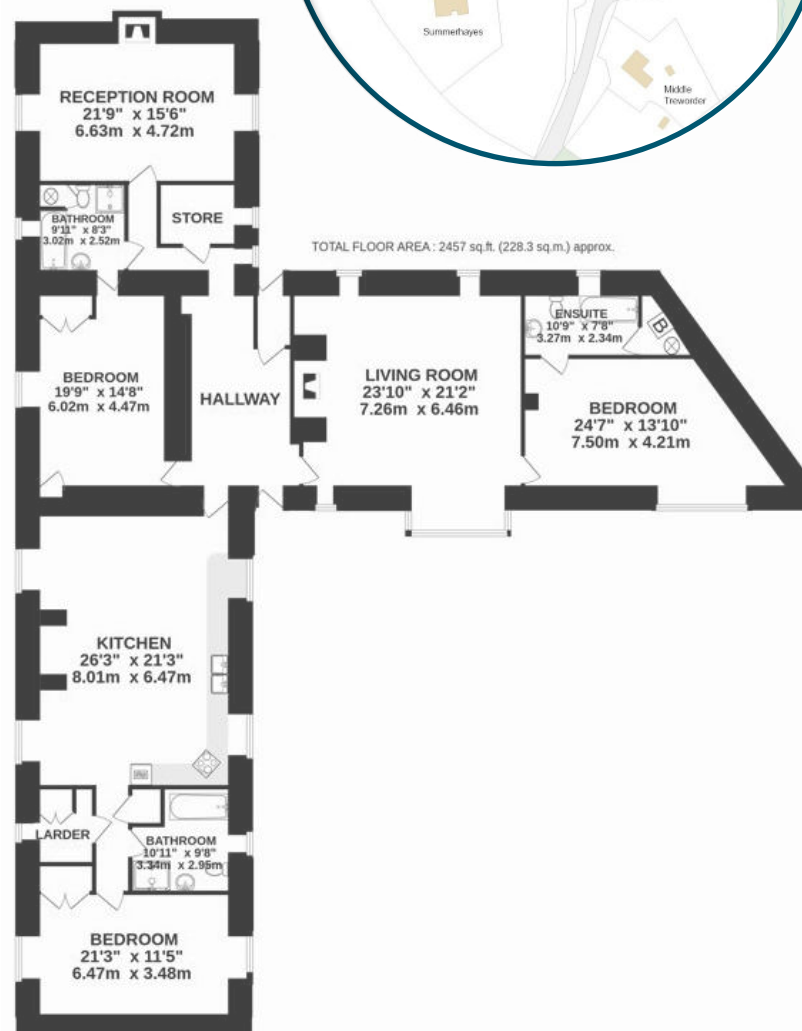 Summerhayes
Middle
Treworder
RECEPTION ROOM
21'9" x 15'6"
6.63m x 4.72m
BATHROOM
9'11" x 8'3"
3.02m x 2.52m
STORE
TOTAL FLOOR AREA : 2457 sq.ft. (228.3 sq.m.) approx.
BEDROOM
19'9" x 14'8"
6.02m x 4.47m
HALLWAY
LIVING ROOM
23'10" x 21'2"
7.26m x 6.46m
ENSUITE
10'9" x 7'8"
3.27m x 2.34m
B
BEDROOM
24'7" x 13'10"
7.50m x 4.21m
KITCHEN
26'3" x 21'3"
8.01m x 6.47m
LARDER
BATHROOM
10'11" x 9'8"
3.34m x 2.95m
BEDROOM
21'3" x 11'5"
6.47m x 3.48m